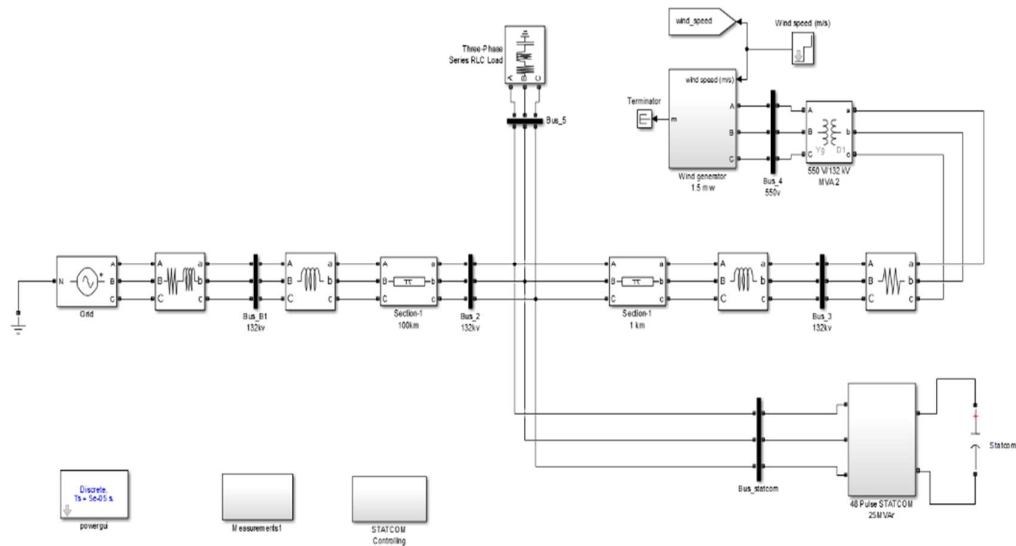 wind_speed
Wind speed (m/s)
Three-Phase
Series RLC Load
A B C
Bus_5
wind speed (m/s)
Terminator
m
A
B
C
Wind generator
1.5 mw
Bus_4
550v
A a
B b
C c
Yg D1
550 V/132 kV
MVA 2
N
A
B
C
Grid
A a
B b
C c
Bus_B1
132kv
A a
B b
C c
A a
B π b
C c
Section-1
100km
Bus_2
132kv
A a
B π b
C c
Section-1
1 km
A a
B b
C c
Bus_3
132kv
A a
B b
C c
Bus_statcom
48 Pulse STATCOM
25MVAr
+
Statcom
Discrete,
Ts = 5e-05 s.
powergui
Measurements1
STATCOM
Controlling